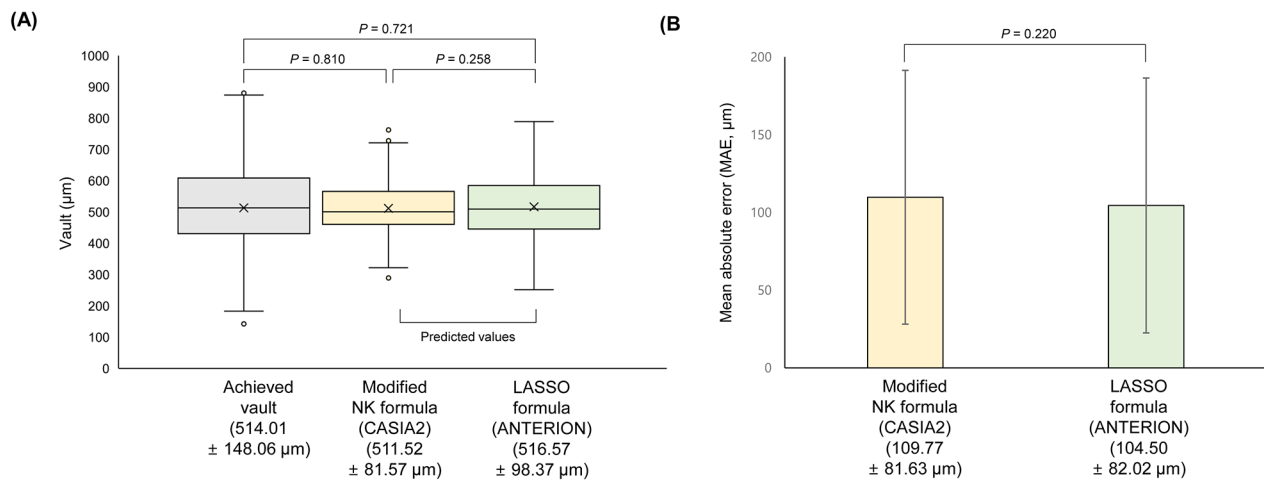 (A)
P = 0.721
P = 0.810
P = 0.258
1000
900
800
700
600
500
400
300
200
100
0
Vault (µm)
Predicted values
Achieved
vault
(514.01
± 148.06 µm)
Modified
NK formula
(CASIA2)
(511.52
± 81.57 µm)
LASSO
formula
(ANTERION)
(516.57
± 98.37 µm)
(B)
P = 0.220
200
150
100
50
0
Mean absolute error (MAE, µm)
Modified
NK formula
(CASIA2)
(109.77
± 81.63 µm)
LASSO
formula
(ANTERION)
(104.50
± 82.02 µm)